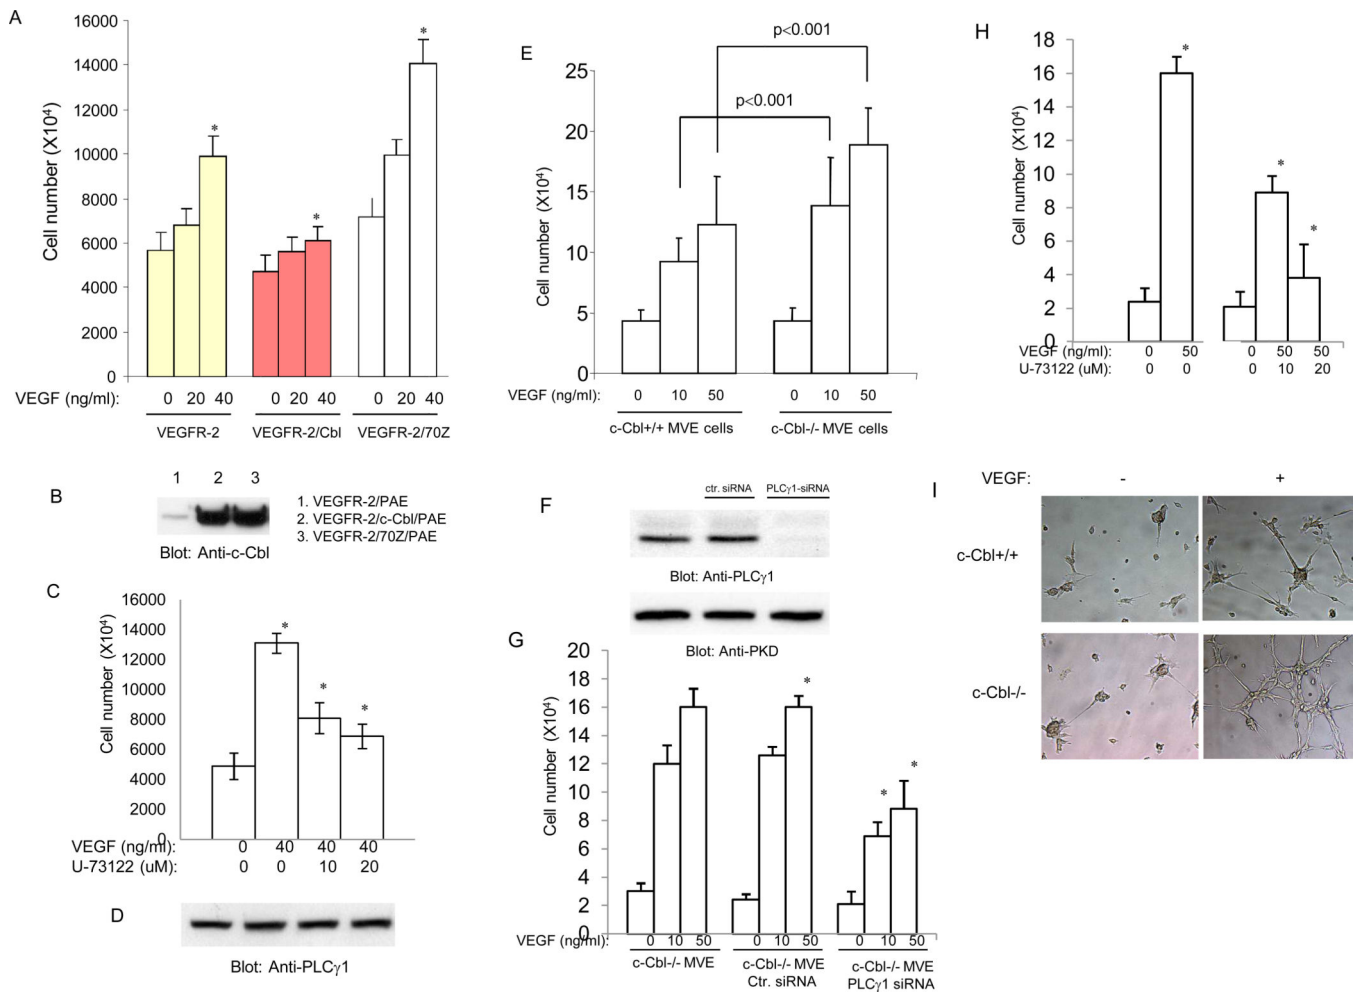 A
16000
14000
12000
10000
8000
6000
4000
2000
0
Cell number (X10⁴)
*
*
*
VEGF (ng/ml):
0 20 40 0 20 40 0 20 40
VEGFR-2 VEGFR-2/Cbl VEGFR-2/70Z
B
1 2 3
1. VEGFR-2/PAE
2. VEGFR-2/c-Cbl/PAE
3. VEGFR-2/70Z/PAE
Blot: Anti-c-Cbl
C
16000
14000
12000
10000
8000
6000
4000
2000
0
Cell number (X10⁴)
*
*
*
VEGF (ng/ml): 0 40 40 40
U-73122 (uM): 0 0 10 20
D
Blot: Anti-PLCγ1
E
p<0.001
p<0.001
25
20
15
10
5
0
Cell number (X10⁴)
VEGF (ng/ml): 0 10 50 0 10 50
c-Cbl+/+ MVE cells c-Cbl-/- MVE cells
F
ctr. siRNA PLCγ1-siRNA
Blot: Anti-PLCγ1
Blot: Anti-PKD
G
20
18
16
14
12
10
8
6
4
2
0
Cell number (X10⁴)
*
*
*
VEGF (ng/ml): 0 10 50 0 10 50 0 10 50
c-Cbl-/- MVE
c-Cbl-/- MVE
Ctr. siRNA
c-Cbl-/- MVE
PLCγ1 siRNA
H
18
16
14
12
10
8
6
4
2
0
Cell number (X10⁴)
*
*
*
VEGF (ng/ml): 0 50 0 50 50
U-73122 (uM): 0 0 0 10 20
I
VEGF: - +
c-Cbl+/+
c-Cbl-/-